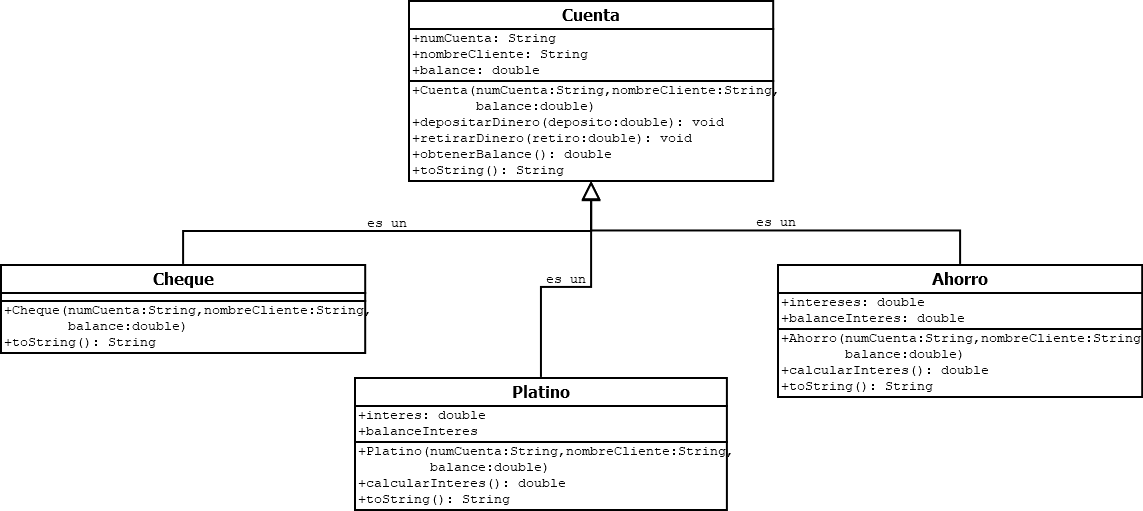 Cuenta
+numCuenta: String
+nombreCliente: String
+balance: double
+Cuenta(numCuenta:String,nombreCliente:String,
balance:double)
+depositarDinero(deposito:double): void
+retirarDinero(retiro:double): void
+obtenerBalance(): double
+toString(): String
es un
es un
es un
Cheque
+Cheque(numCuenta:String,nombreCliente:String,
balance:double)
+toString(): String
Platino
+interes: double
+balanceInteres
+Platino(numCuenta:String,nombreCliente:String,
balance:double)
+calcularInteres(): double
+toString(): String
Ahorro
+intereses: double
+balanceInteres: double
+Ahorro(numCuenta:String,nombreCliente:String
balance:double)
+calcularInteres(): double
+toString(): String